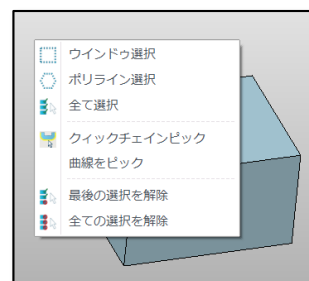 ウインドゥ選択
ポリライン選択
全て選択
クィックチェインピック
曲線をピック
最後の選択を解除
全ての選択を解除